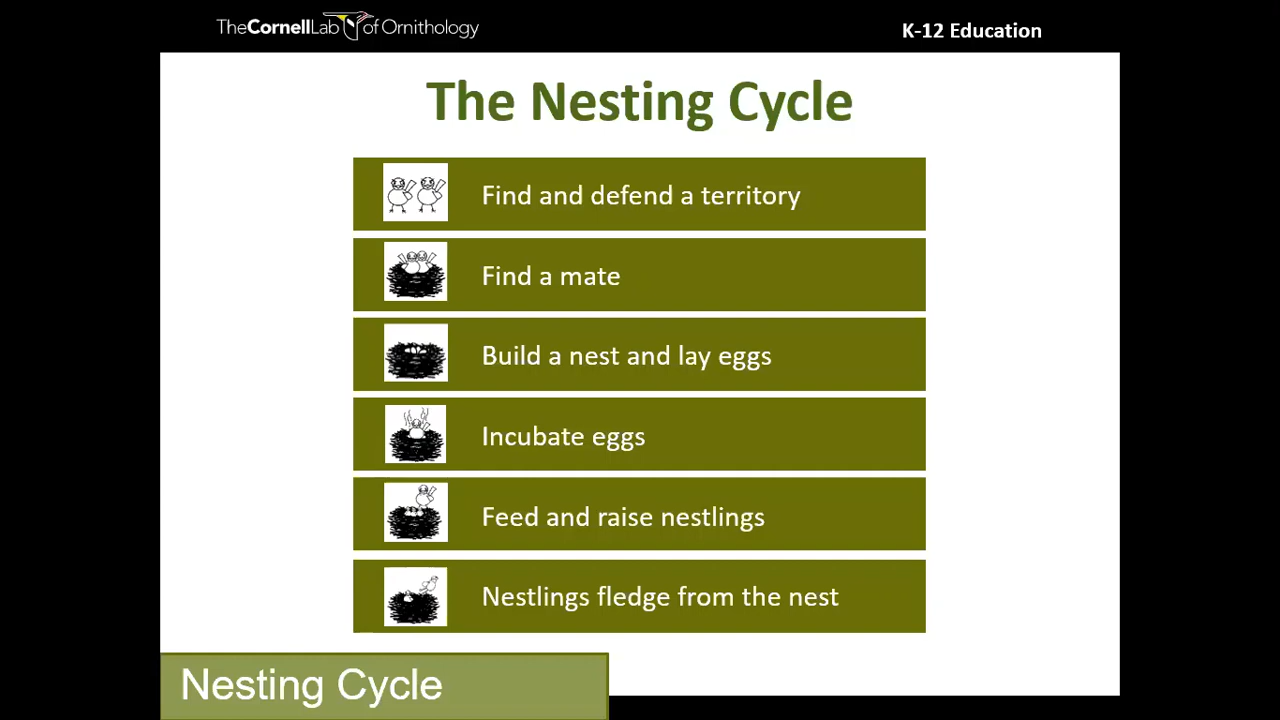 TheCornellLab of Ornithology
K-12 Education
The Nesting Cycle
Find and defend a territory
Find a mate
Build a nest and lay eggs
Incubate eggs
Feed and raise nestlings
Nestlings fledge from the nest
Nesting Cycle